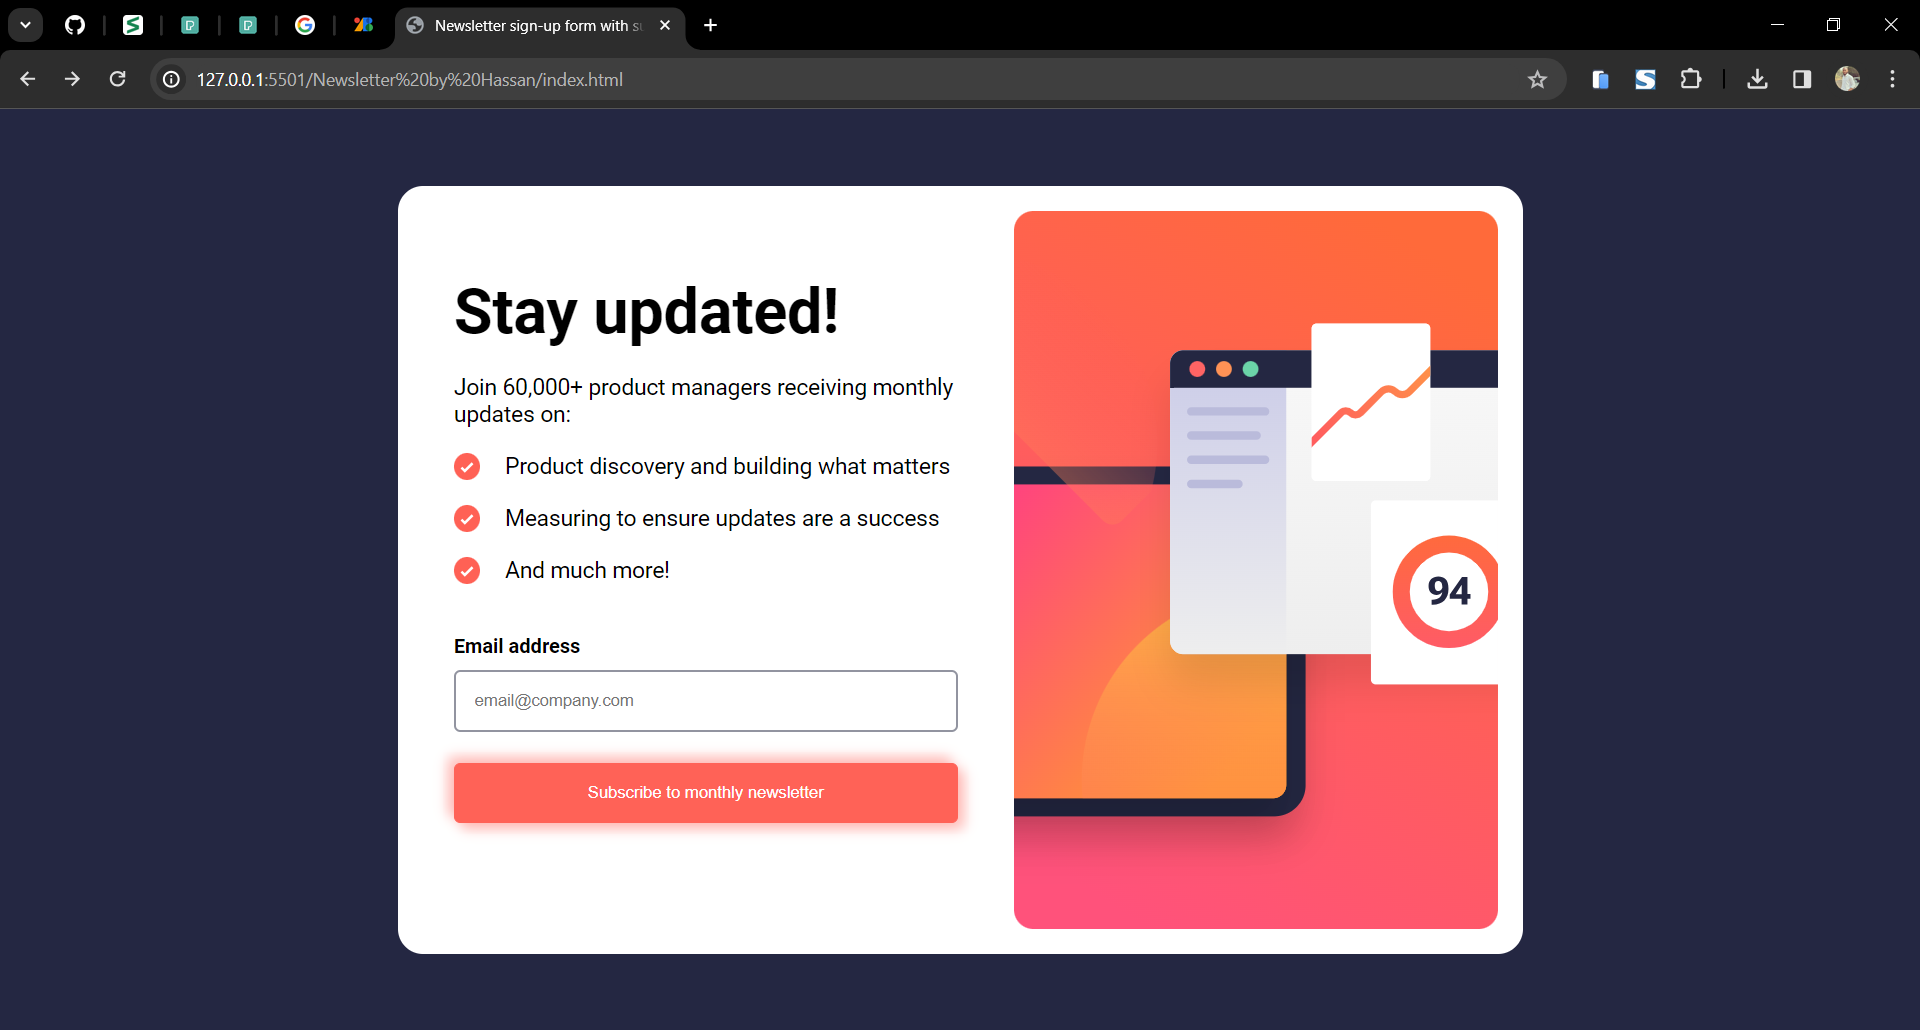 Newsletter sign-up form with su
127.0.0.1:5501/Newsletter%20by%20Hassan/index.html
Stay updated!
Join 60,000+ product managers receiving monthly
updates on:
Product discovery and building what matters
Measuring to ensure updates are a success
And much more!
Email address
email@company.com
Subscribe to monthly newsletter
94